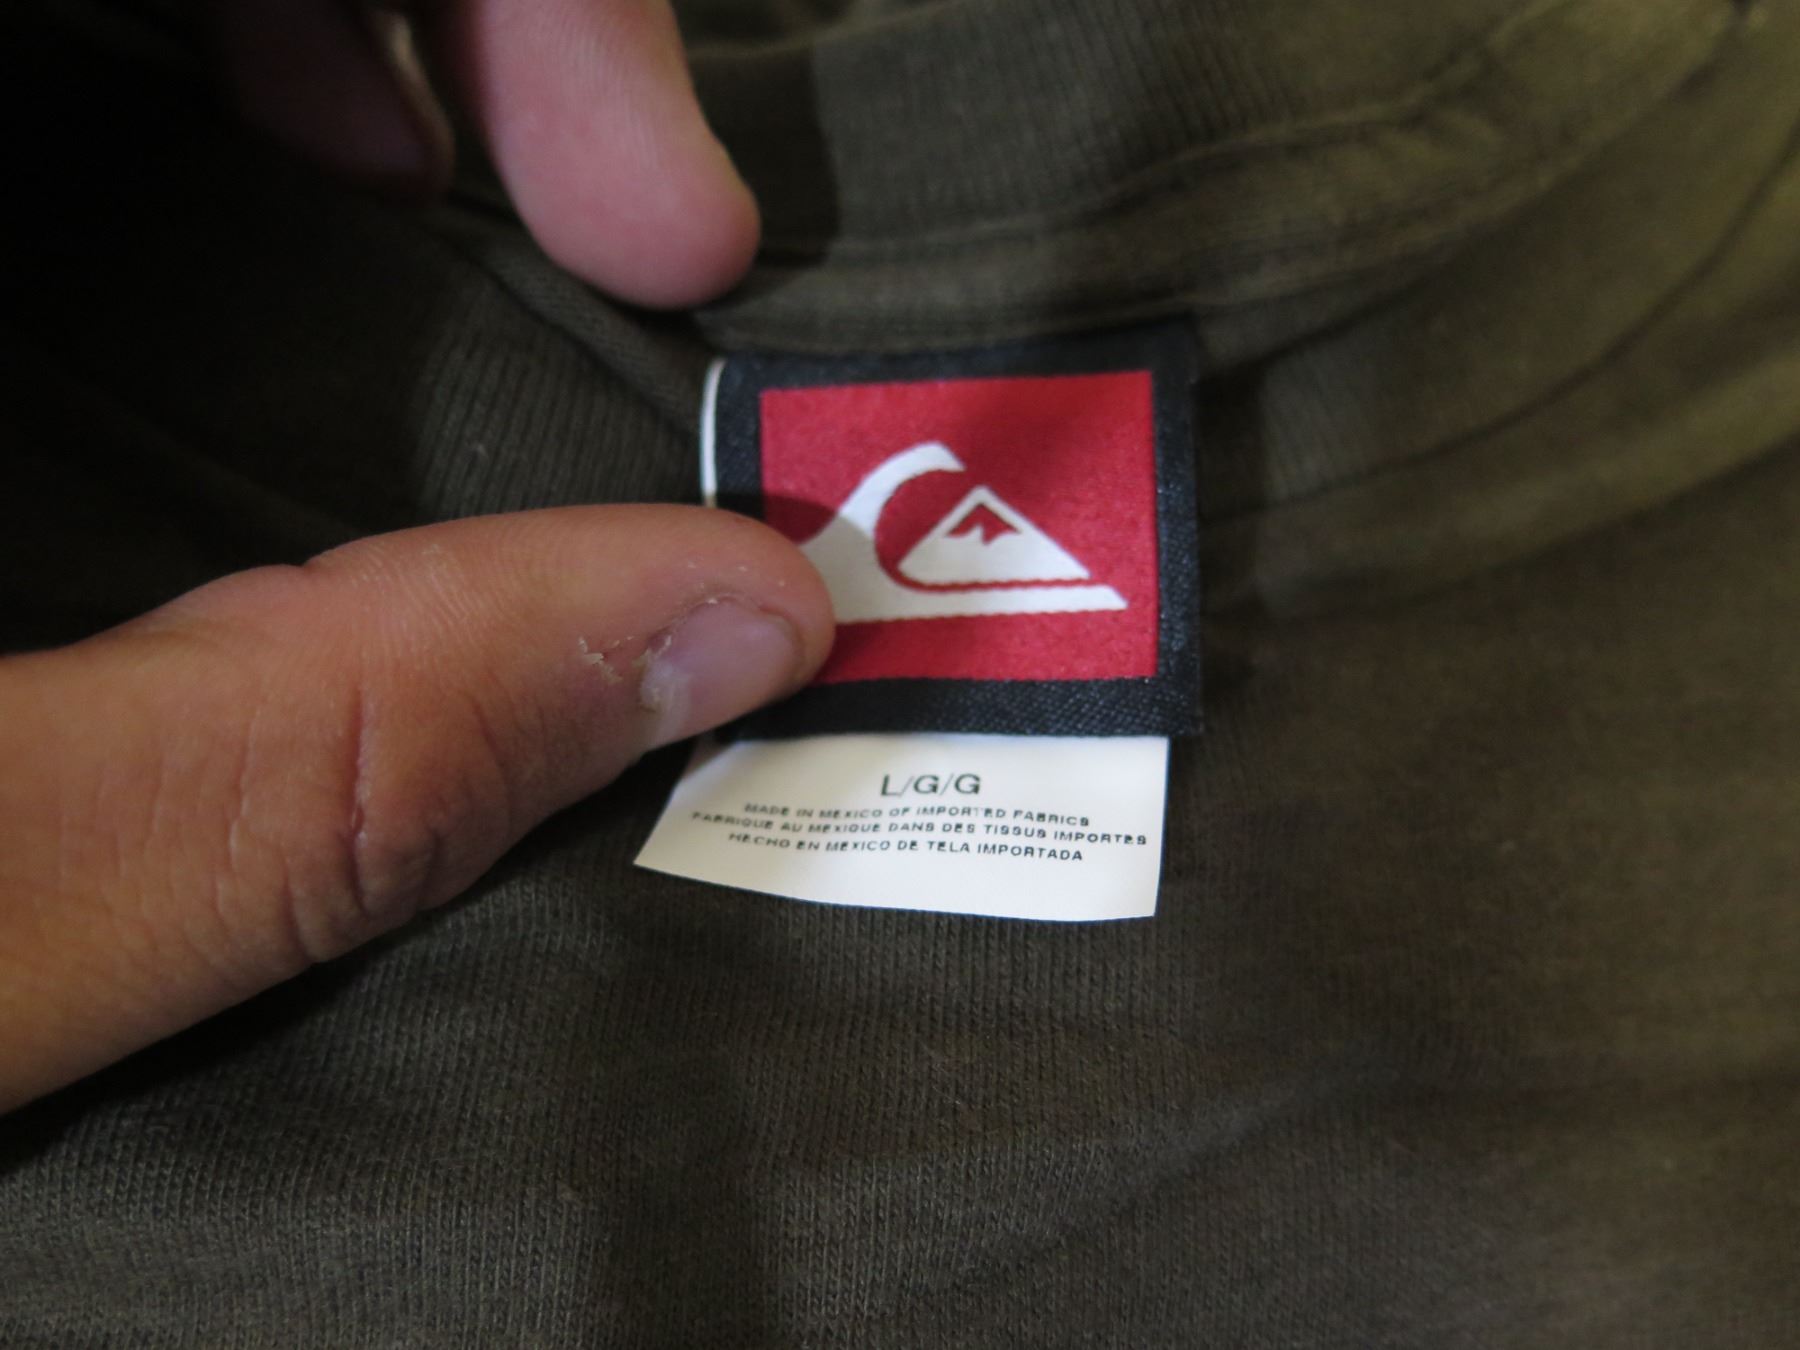 L/G/G
MADE IN MEXICO OF IMPORTED FABRICS
FABRIQUE AU MEXIQUE DANS DES TISSUS IMPORTES
HECHO EN MEXICO DE TELA IMPORTADA